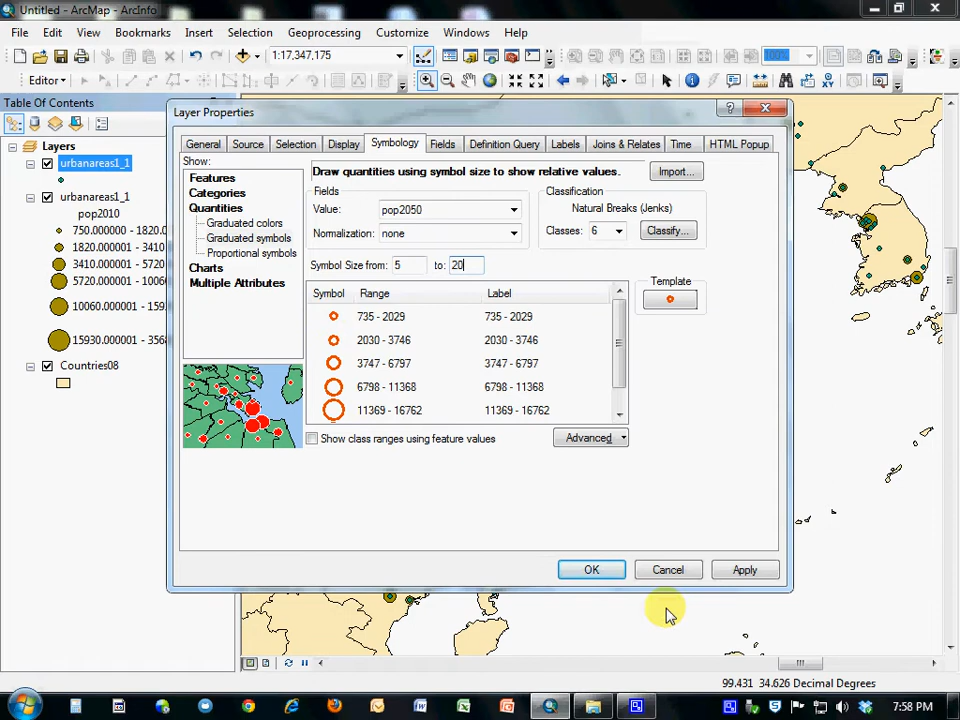 Untitled - ArcMap - ArcInfo
File Edit View Bookmarks Insert Selection Geoprocessing Customize Windows Help
1:17,347,175
100%
Editor
Table Of Contents
Layers
urbanareas1_1
urbanareas1_1
pop2010
750.000000 - 1820.
1820.000001 - 3410
3410.000001 - 5720
5720.000001 - 1006
10060.000001 - 159
15930.000001 - 3568
Countries08
Layer Properties
General Source Selection Display Symbology Fields Definition Query Labels Joins & Relates Time HTML Popup
Show:
Features
Categories
Quantities
Graduated colors
Graduated symbols
Proportional symbols
Charts
Multiple Attributes
Draw quantities using symbol size to show relative values.
Import...
Fields
Value: pop2050
Normalization: none
Classification
Natural Breaks (Jenks)
Classes: 6 Classify...
Symbol Size from: 5 to: 20
Template
Symbol Range Label
735 - 2029 735 - 2029
2030 - 3746 2030 - 3746
3747 - 6797 3747 - 6797
6798 - 11368 6798 - 11368
11369 - 16762 11369 - 16762
Show class ranges using feature values
Advanced
OK Cancel Apply
99.431 34.626 Decimal Degrees
7:58 PM